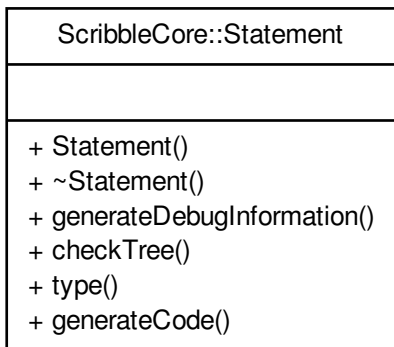 ScribbleCore::Statement
+ Statement()
+ ~Statement()
+ generateDebugInformation()
+ checkTree()
+ type()
+ generateCode()